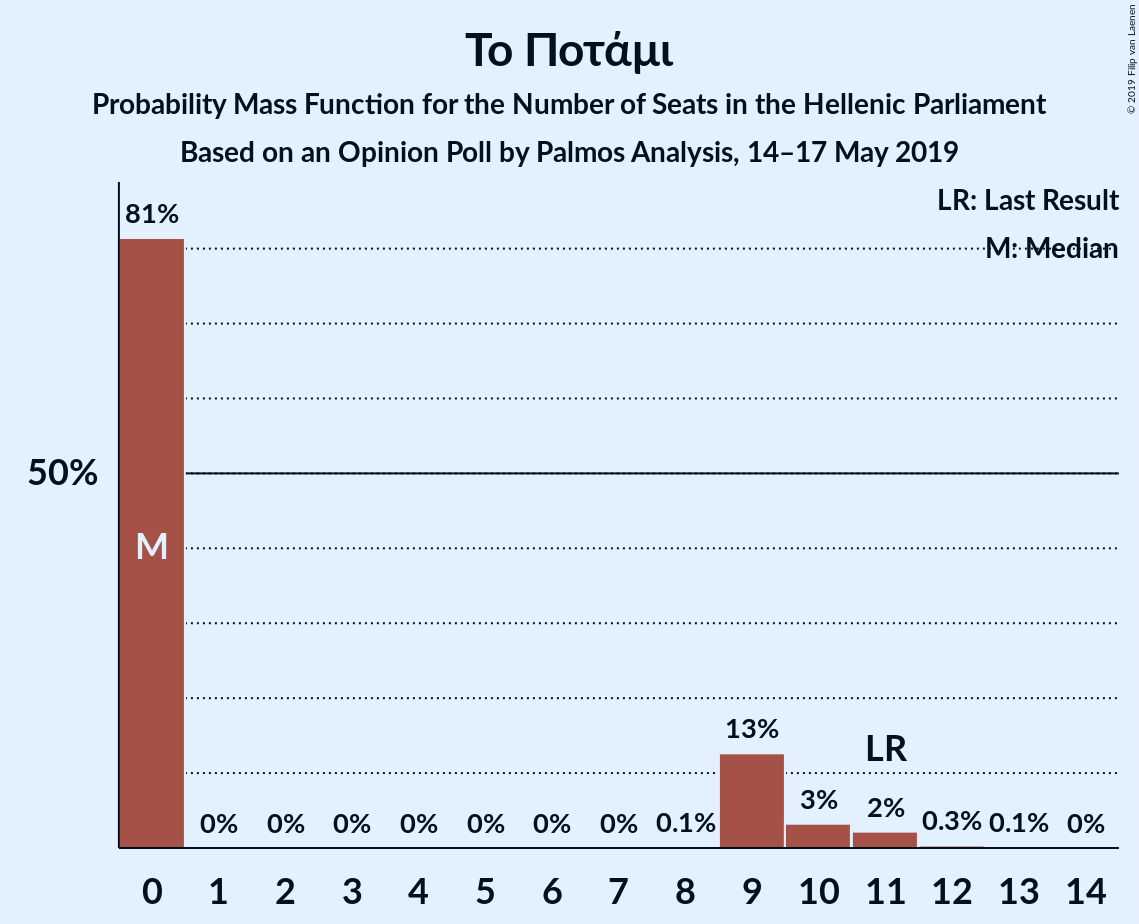 Το Ποτάμι
Probability Mass Function for the Number of Seats in the Hellenic Parliament
Based on an Opinion Poll by Palmos Analysis, 14–17 May 2019
© 2019 Filip van Laenen
LR: Last Result
M: Median
81%
50%
M
13%
LR
0% 0% 0% 0% 0% 0% 0% 0.1% 3% 2% 0.3% 0.1% 0%
0 1 2 3 4 5 6 7 8 9 10 11 12 13 14